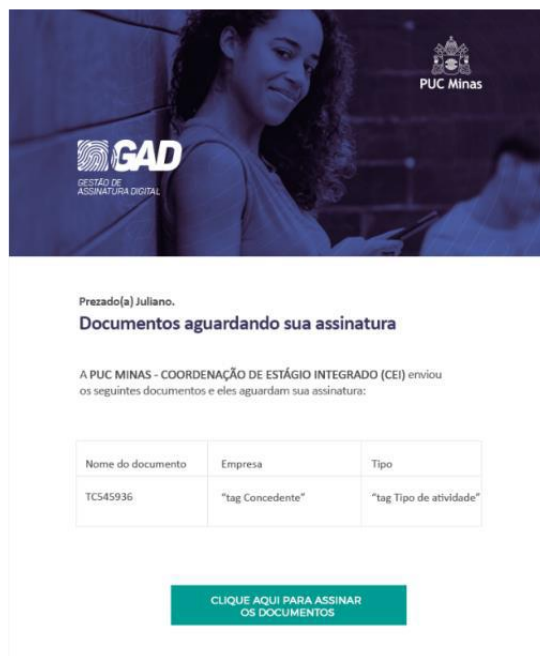 PUC Minas
GAD
GESTÃO DE
ASSINATURA DIGITAL
Prezado(a) Juliano.
Documentos aguardando sua assinatura
A PUC MINAS - COORDENAÇÃO DE ESTÁGIO INTEGRADO (CEI) enviou
os seguintes documentos e eles aguardam sua assinatura:
Nome do documento Empresa Tipo
TC545936 “tag Concedente” “tag Tipo de atividade”
CLIQUE AQUI PARA ASSINAR
OS DOCUMENTOS